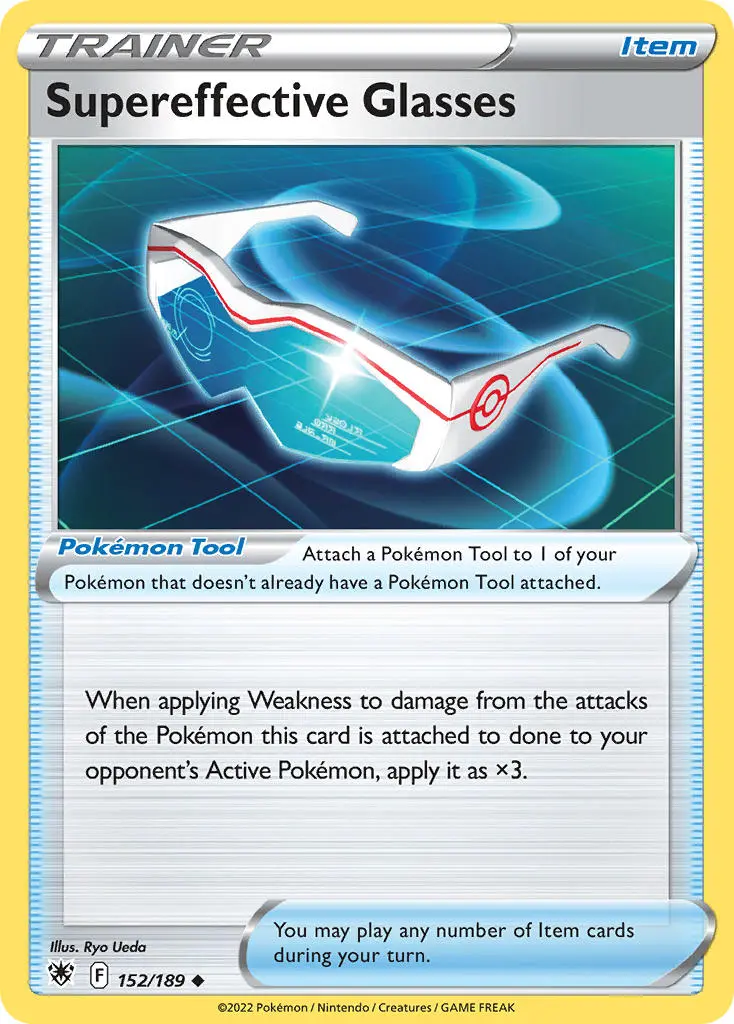 TRAINER
Item
Supereffective Glasses
Pokémon Tool
Attach a Pokémon Tool to 1 of your
Pokémon that doesn't already have a Pokémon Tool attached.
When applying Weakness to damage from the attacks
of the Pokémon this card is attached to done to your
opponent's Active Pokémon, apply it as ×3.
You may play any number of Item cards
during your turn.
Illus. Ryo Ueda
F 152/189
©2022 Pokémon / Nintendo / Creatures / GAME FREAK